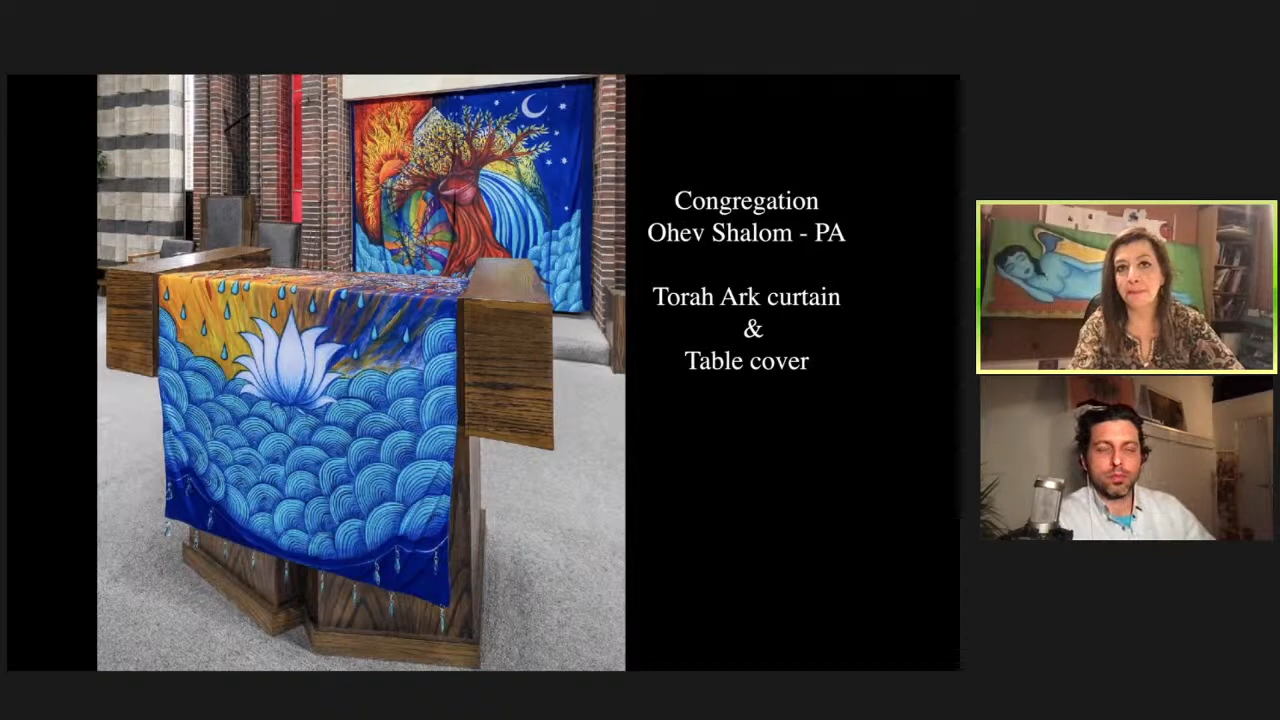 Congregation
Ohev Shalom - PA
Torah Ark curtain
&
Table cover